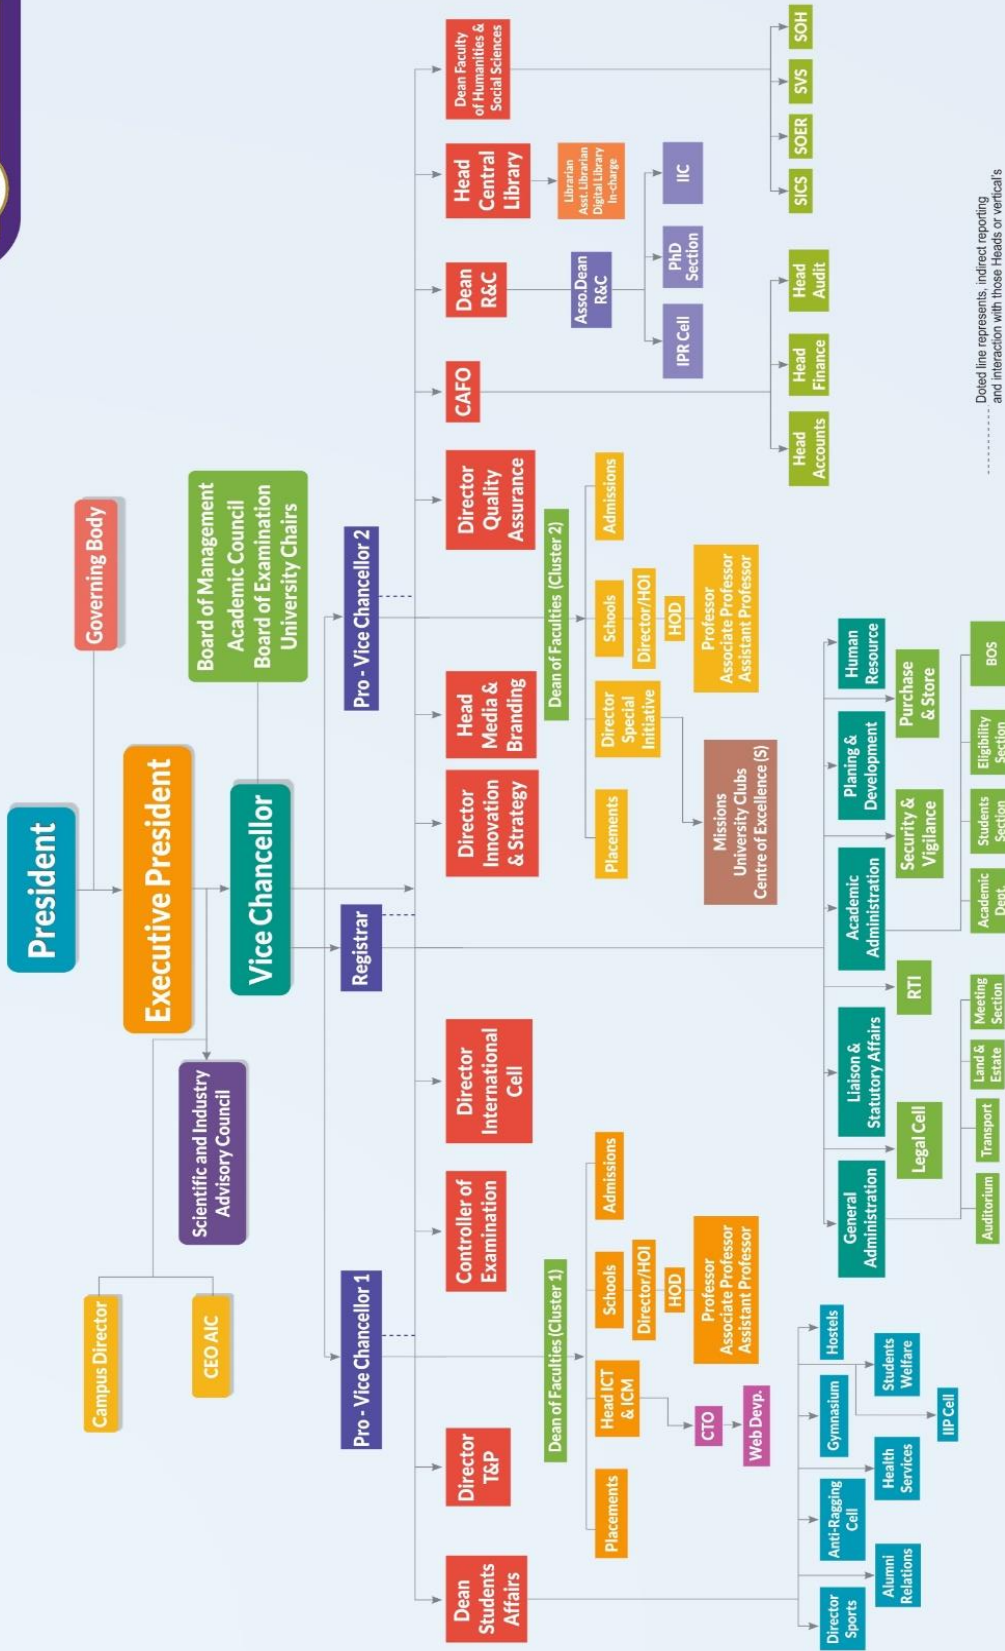 President
Governing Body
Executive President
Campus Director
CEO AIC
Scientific and Industry
Advisory Council
Vice Chancellor
Board of Management
Academic Council
Board of Examination
University Chairs
Pro - Vice Chancellor 1
Registrar
Pro - Vice Chancellor 2
Dean
Students
Affairs
Director
T&P
Controller of
Examination
Director
International
Cell
Director
Innovation
& Strategy
Head
Media &
Branding
Director
Quality
Assurance
CAFO
Dean
R&C
Head
Central
Library
Dean Faculty
of Humanities &
Social Sciences
Dean of Faculties (Cluster 1)
Placements
Head ICT
& ICM
Schools
Admissions
Director/HOI
HOD
Professor
Associate Professor
Assistant Professor
CTO
Web Devp.
Dean of Faculties (Cluster 2)
Placements
Director
Special
Initiative
Schools
Admissions
Director/HOI
HOD
Professor
Associate Professor
Assistant Professor
Missions
University Clubs
Centre of Excellence (S)
Asso.Dean
R&C
IPR Cell
PhD
Section
IIC
Librarian
Asst. Librarian
Digital Library
In-charge
Head
Accounts
Head
Finance
Head
Audit
SICS
SOER
SVS
SOH
Director
Sports
Alumni
Relations
Anti-Ragging
Cell
Health
Services
Gymnasium
Students
Welfare
Hostels
IIP Cell
General
Administration
Legal Cell
Liaison &
Statutory Affairs
RTI
Academic
Administration
Security &
Vigilance
Planing &
Development
Purchase
& Store
Human
Resource
Auditorium
Transport
Land &
Estate
Meeting
Section
Academic
Dept.
Students
Section
Eligibility
Section
BOS
Doted line represents, indirect reporting
and interaction with those Heads or vertical's